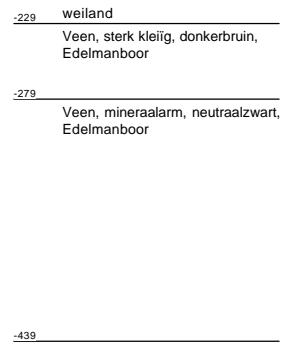 -229 weiland
Veen, sterk kleiïg, donkerbruin,
Edelmanboor
-279
Veen, mineraalarm, neutraalzwart,
Edelmanboor
-439